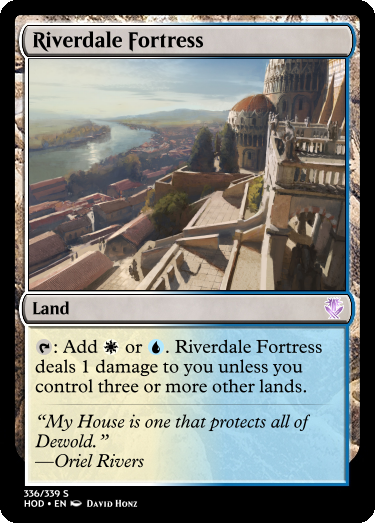 Riverdale Fortress
Land
: Add or . Riverdale Fortress
deals 1 damage to you unless you
control three or more other lands.
“My House is one that protects all of
Dewold.”
—Oriel Rivers
336/339 S
HOD • EN David Honz